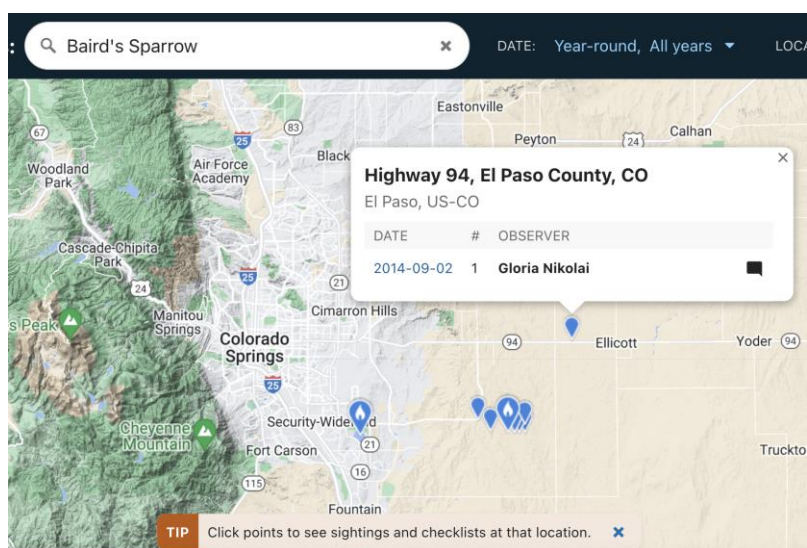 :
Baird's Sparrow
×
DATE: Year-round, All years
LOCA
Eastonville
67
83
25
Peyton
24
Calhan
Woodland
Park
Air Force
Academy
Black
×
Highway 94, El Paso County, CO
El Paso, US-CO
DATE # OBSERVER
2014-09-02 1 Gloria Nikolai
Cascade-Chipita
Park
24
25
21
Manitou
Springs
Cimarron Hills
s Peak
Colorado
Springs
94
Ellicott
Yoder
94
25
Security-Wide
d
Cheyenne
Mountain
21
Fort Carson
Truckto
16
115
Fountain
TIP Click points to see sightings and checklists at that location. ×